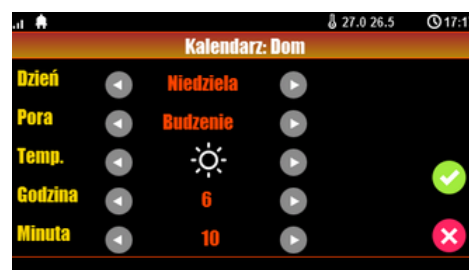 27.0 26.5 17:1
Kalendarz: Dom
Dzień Niedziela
Pora Budzenie
Temp.
Godzina 6
Minuta 10